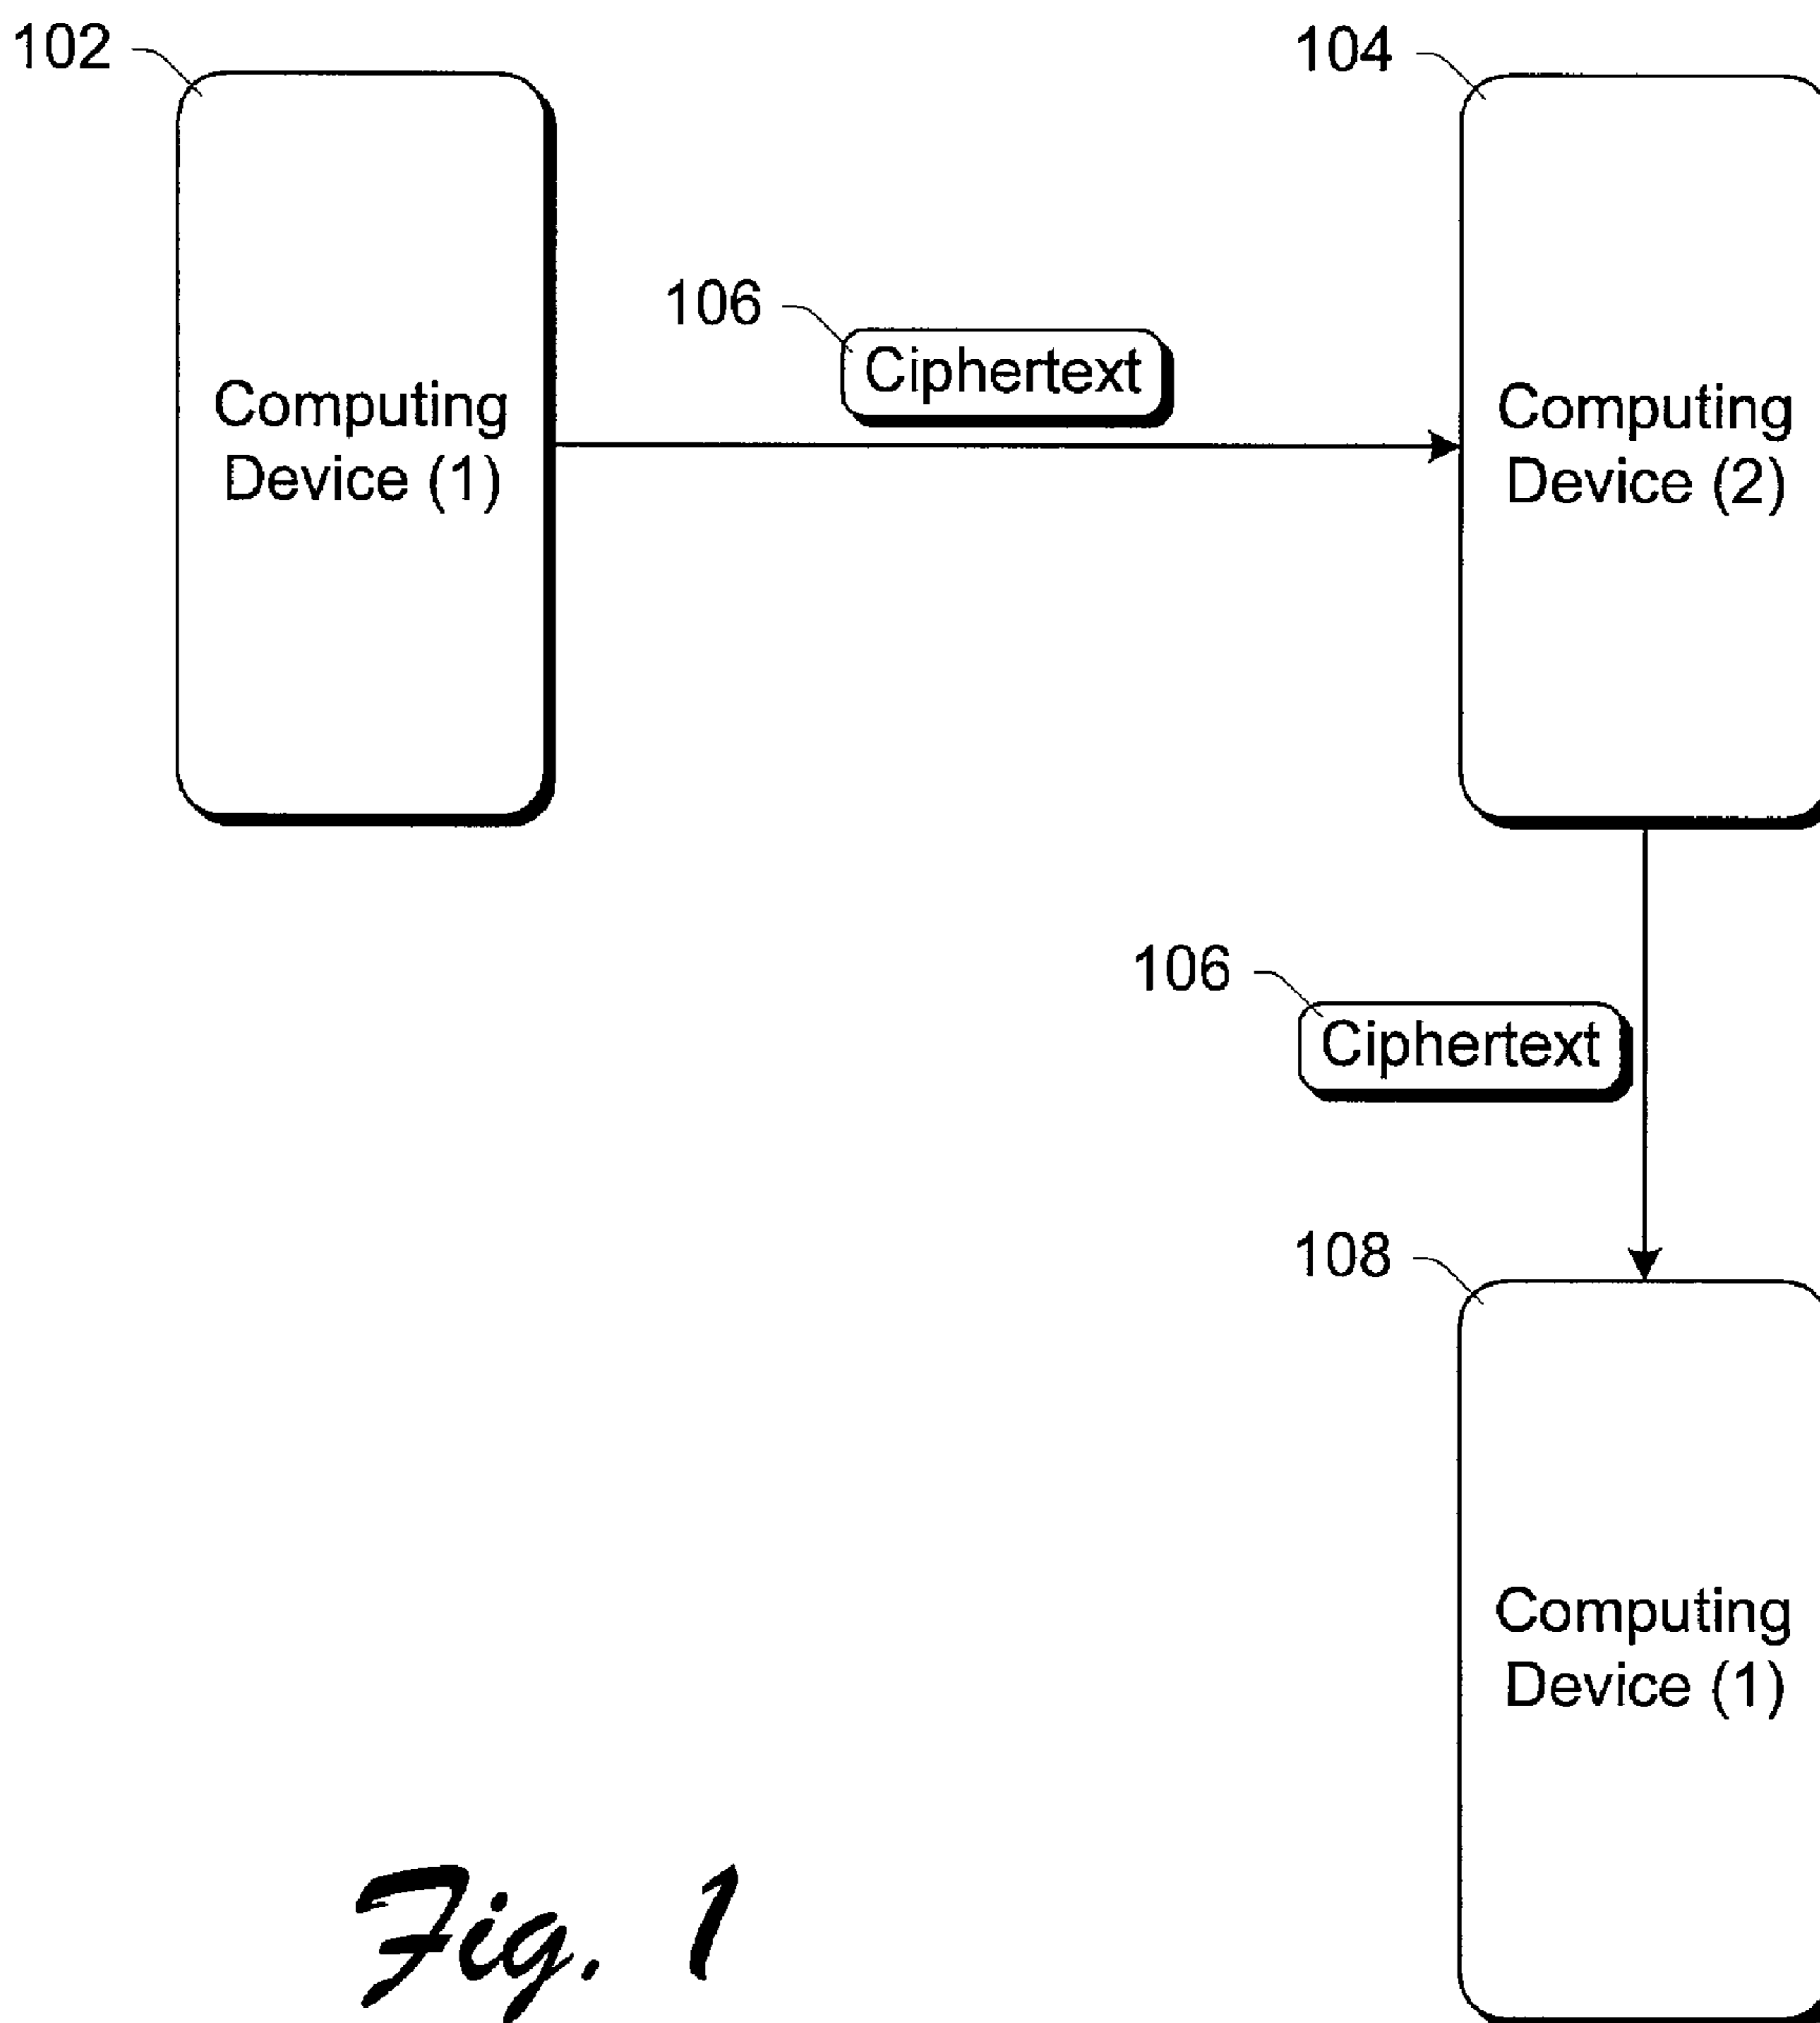 102
104
106
Ciphertext
Computing
Device (1)
Computing
Device (2)
106
Ciphertext
108
Computing
Device (1)
Fig. 1